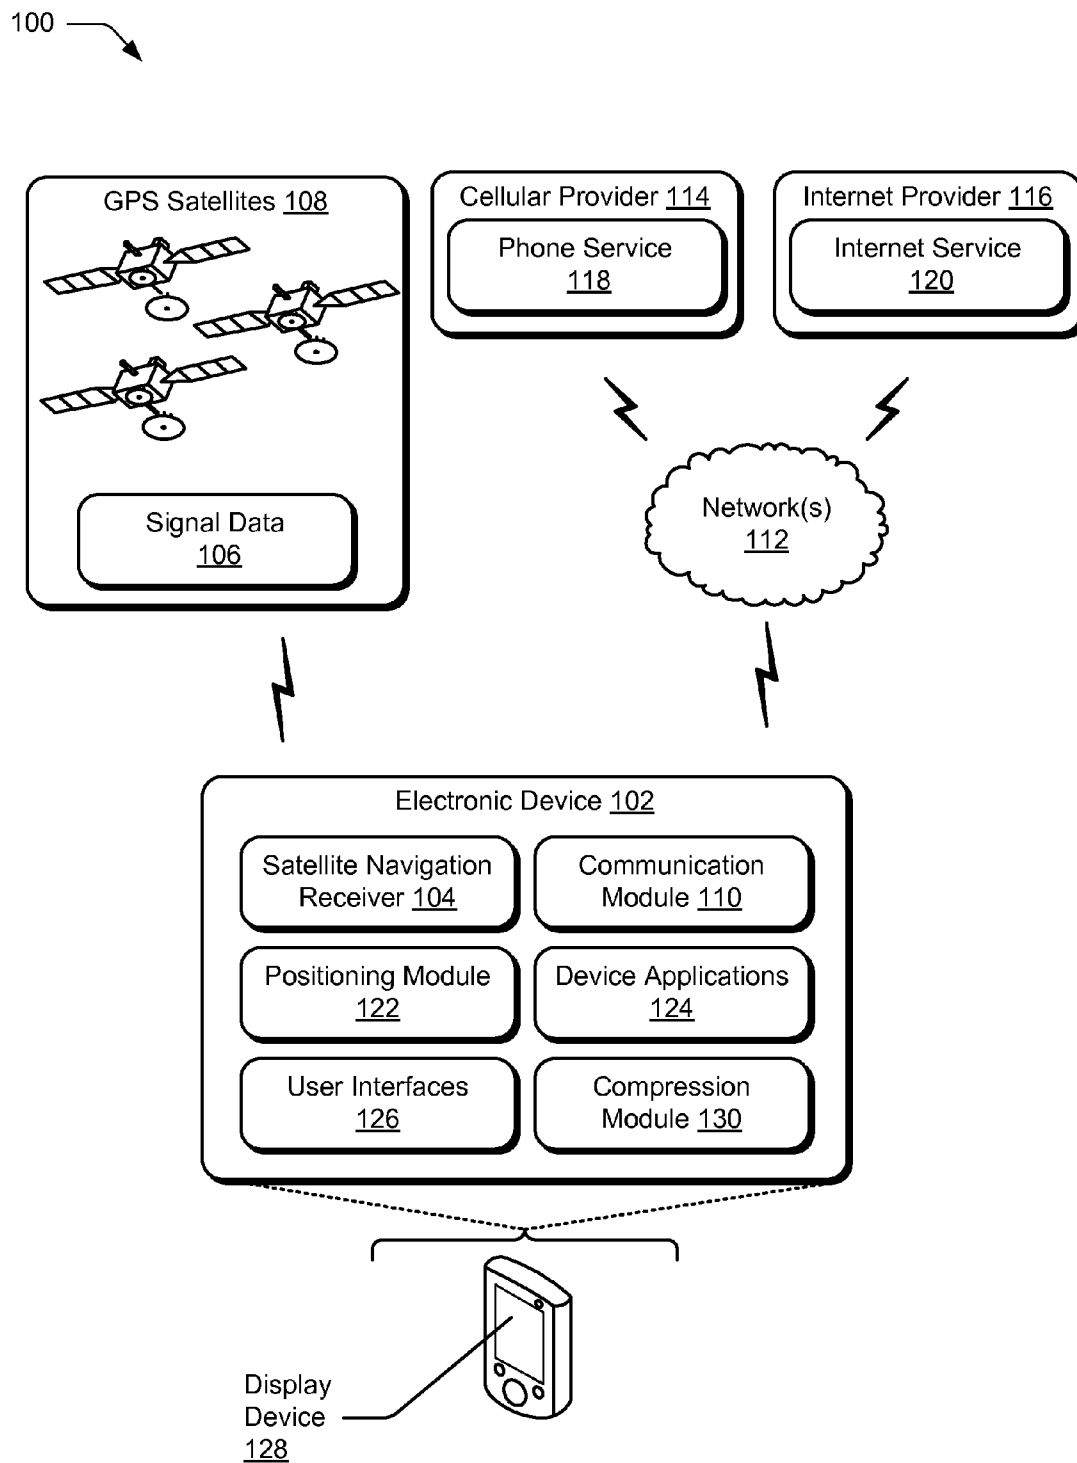 100
GPS Satellites 108
Signal Data
106
Cellular Provider 114
Phone Service
118
Internet Provider 116
Internet Service
120
Network(s)
112
Electronic Device 102
Satellite Navigation
Receiver 104
Communication
Module 110
Positioning Module
122
Device Applications
124
User Interfaces
126
Compression
Module 130
Display
Device
128